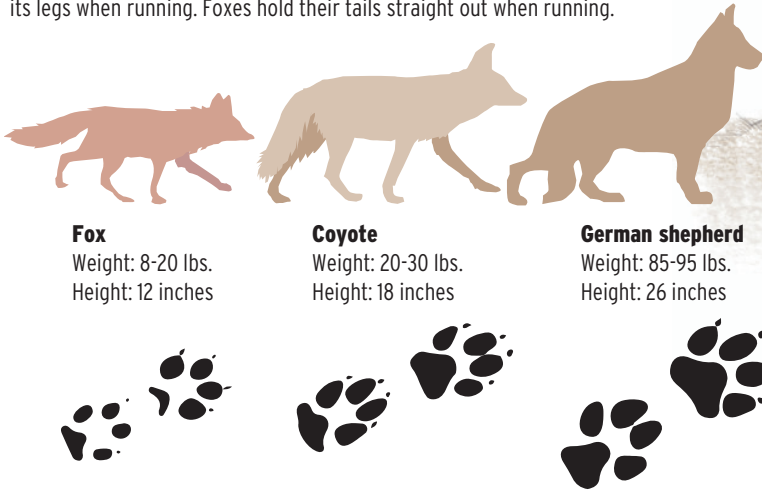 its legs when running. Foxes hold their tails straight out when running.
Fox
Weight: 8-20 lbs.
Height: 12 inches
Coyote
Weight: 20-30 lbs.
Height: 18 inches
German shepherd
Weight: 85-95 lbs.
Height: 26 inches